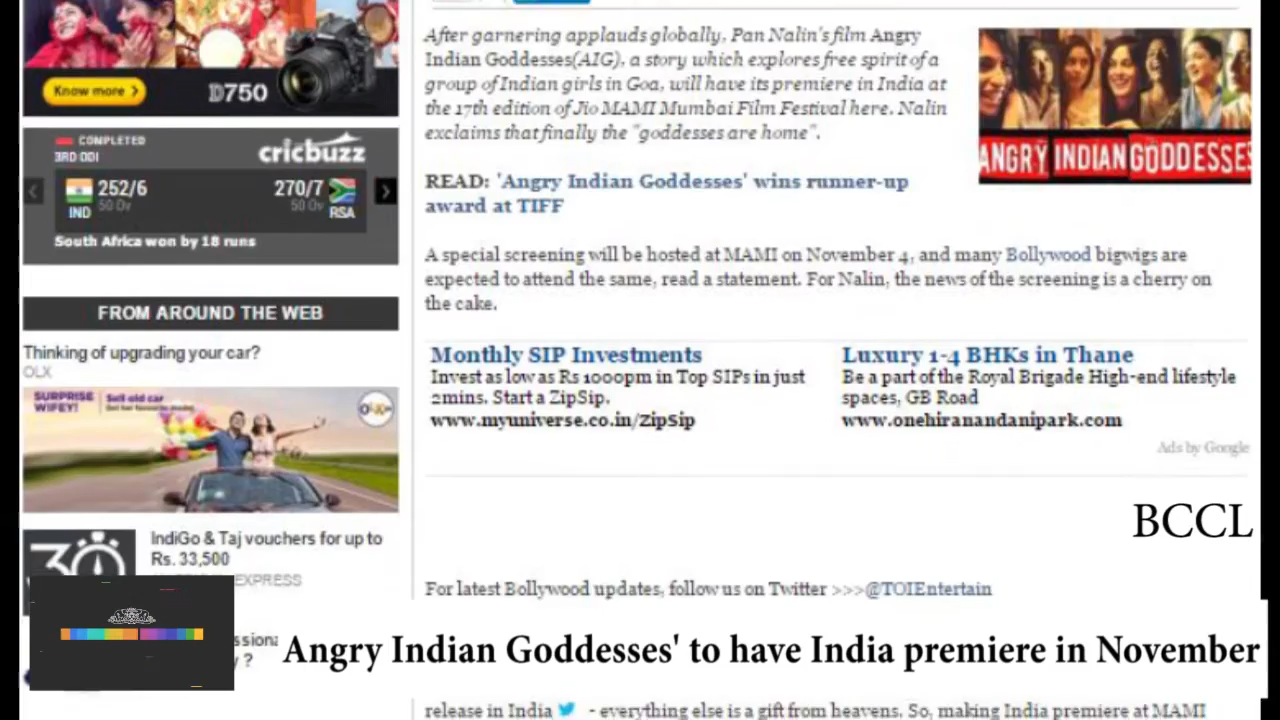 Know more >
D750
COMPLETED
3RD ODI
cricbuzz
252/6
50 Ov
IND
270/7
50 Ov
RSA
South Africa won by 18 runs
FROM AROUND THE WEB
Thinking of upgrading your car?
OLX
SURPRISE
WIFEY!
Sell old car
OLX
IndiGo & Taj vouchers for up to
Rs. 33,500
EXPRESS
?
After garnering applauds globally, Pan Nalin's film Angry
Indian Goddesses(AIG), a story which explores free spirit of a
group of Indian girls in Goa, will have its premiere in India at
the 17th edition of Jio MAMI Mumbai Film Festival here. Nalin
exclaims that finally the "goddesses are home".
ANGRY INDIAN GODDESSES
READ: 'Angry Indian Goddesses' wins runner-up
award at TIFF
A special screening will be hosted at MAMI on November 4, and many Bollywood bigwigs are
expected to attend the same, read a statement. For Nalin, the news of the screening is a cherry on
the cake.
Monthly SIP Investments
Invest as low as Rs 1000pm in Top SIPs in just
2mins. Start a ZipSip.
www.myuniverse.co.in/ZipSip
Luxury 1-4 BHKs in Thane
Be a part of the Royal Brigade High-end lifestyle
spaces, GB Road
www.onehiranandanipark.com
Ads by Google
BCCL
For latest Bollywood updates, follow us on Twitter >>>@TOIEntertain
Angry Indian Goddesses' to have India premiere in November
release in India - everything else is a gift from heavens. So, making India premiere at MAMI